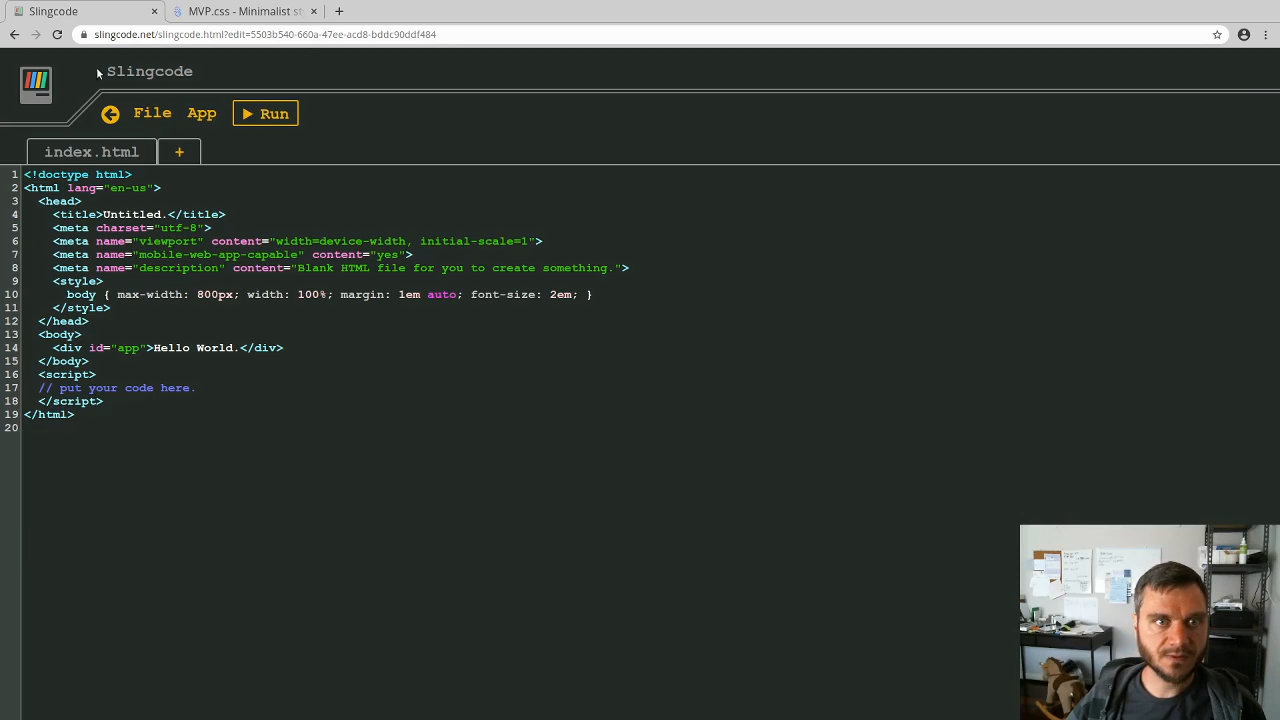 Slingcode
MVP.css - Minimalist st
slingcode.net/slingcode.html?edit=5503b540-660a-47ee-acd8-bddc90ddf484
Slingcode
File App Run
index.html +
1 <!doctype html>
2 <html lang="en-us">
3 <head>
4 <title>Untitled.</title>
5 <meta charset="utf-8">
6 <meta name="viewport" content="width=device-width, initial-scale=1">
7 <meta name="mobile-web-app-capable" content="yes">
8 <meta name="description" content="Blank HTML file for you to create something.">
9 <style>
10 body { max-width: 800px; width: 100%; margin: 1em auto; font-size: 2em; }
11 </style>
12 </head>
13 <body>
14 <div id="app">Hello World.</div>
15 </body>
16 <script>
17 // put your code here.
18 </script>
19 </html>
20